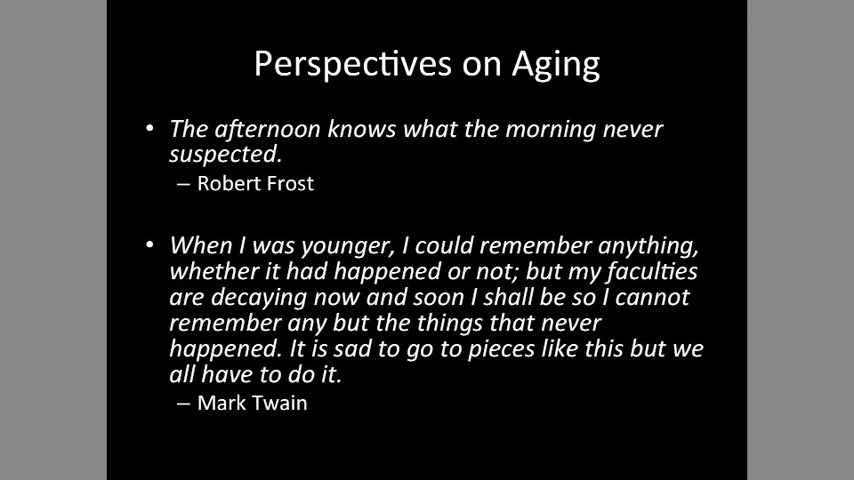 Perspectives on Aging
• The afternoon knows what the morning never
suspected.
– Robert Frost
• When I was younger, I could remember anything,
whether it had happened or not; but my faculties
are decaying now and soon I shall be so I cannot
remember any but the things that never
happened. It is sad to go to pieces like this but we
all have to do it.
– Mark Twain